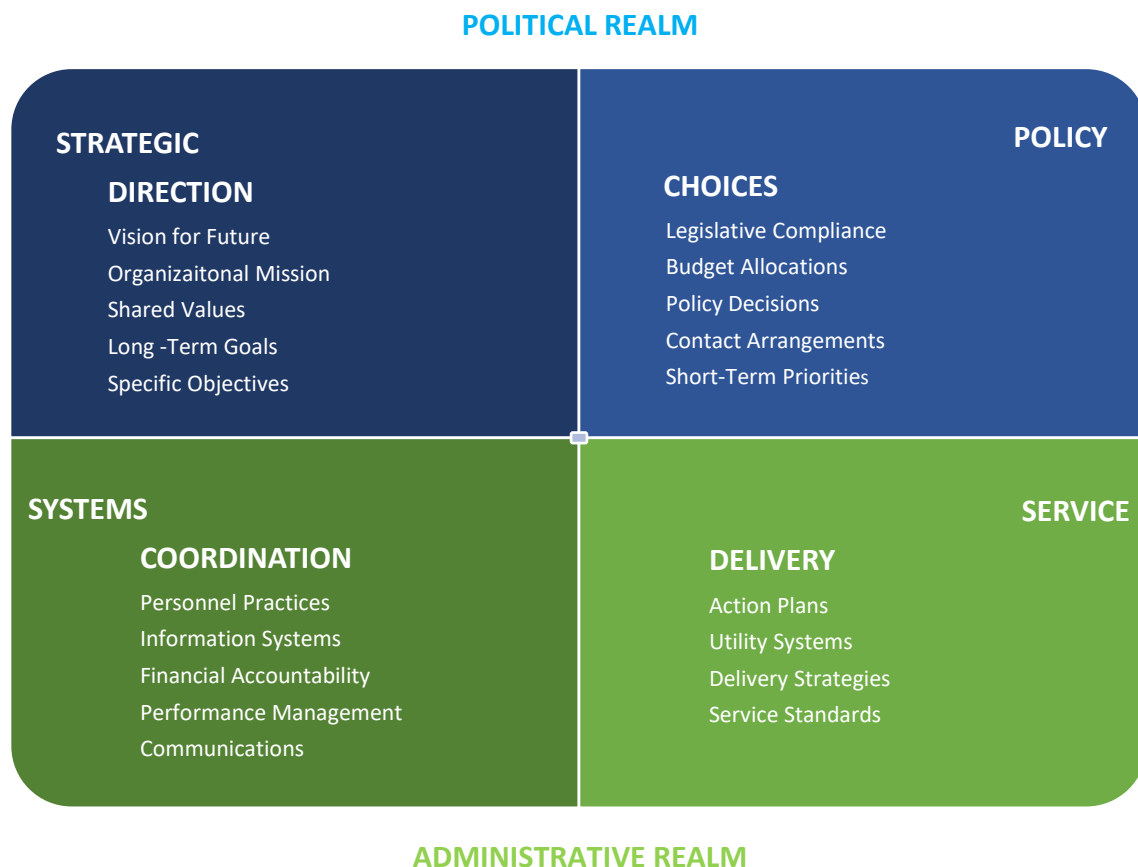 POLITICAL REALM
STRATEGIC
DIRECTION
Vision for Future
Organizaitonal Mission
Shared Values
Long -Term Goals
Specific Objectives
POLICY
CHOICES
Legislative Compliance
Budget Allocations
Policy Decisions
Contact Arrangements
Short-Term Priorities
SYSTEMS
COORDINATION
Personnel Practices
Information Systems
Financial Accountability
Performance Management
Communications
SERVICE
DELIVERY
Action Plans
Utility Systems
Delivery Strategies
Service Standards
ADMINISTRATIVE REALM